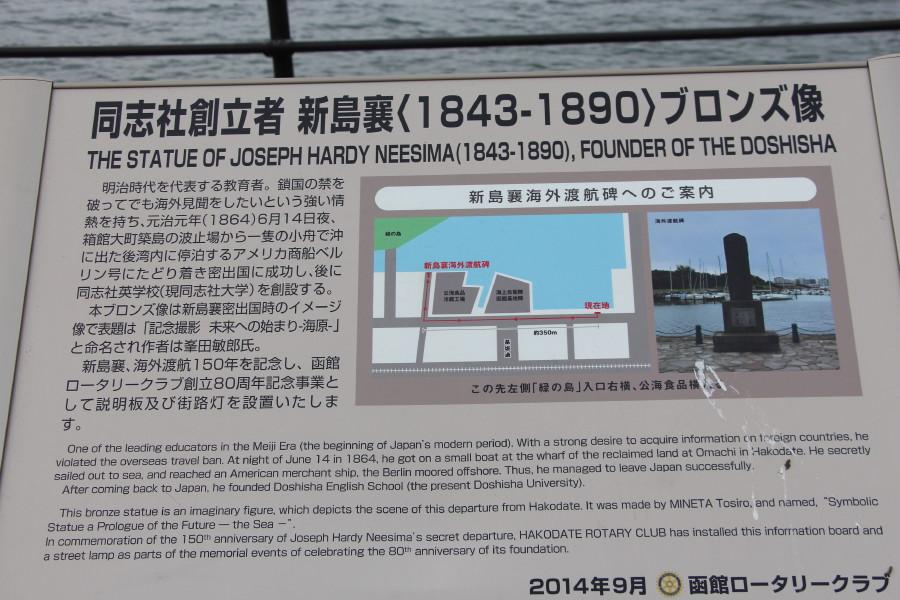 同志社創立者 新島襄〈1843-1890〉ブロンズ像
THE STATUE OF JOSEPH HARDY NEESIMA(1843-1890), FOUNDER OF THE DOSHISHA
明治時代を代表する教育者。鎖国の禁を
破ってでも海外見聞をしたいという強い情
熱を持ち、元治元年(1864)6月14日夜、
箱館大町築島の波止場から一隻の小舟で沖
に出た後湾内に停泊するアメリカ商船ベル
リン号にたどり着き密出国に成功し、後に
同志社英学校(現同志社大学)を創設する。
本ブロンズ像は新島襄密出国時のイメージ
像で表題は「記念撮影 未来への始まり-海原-」
と命名され作者は峯田敏郎氏。
新島襄、海外渡航150年を記念し、函館
ロータリークラブ創立80周年記念事業と
して説明板及び街路灯を設置いたしま
す。
新島襄海外渡航碑へのご案内
緑の島
新島襄海外渡航碑
公海食品
冷蔵工場
現在地
約350m
基坂通
海外渡航碑
この先左側「緑の島」入口右横、公海食品横
One of the leading educators in the Meiji Era (the beginning of Japan's modern period). With a strong desire to acquire information on foreign countries, he
violated the overseas travel ban. At night of June 14 in 1864, he got on a small boat at the wharf of the reclaimed land at Omachi in Hakodate. He secretly
sailed out to sea, and reached an American merchant ship, the Berlin moored offshore. Thus, he managed to leave Japan successfully.
After coming back to Japan, he founded Doshisha English School (the present Doshisha University).
This bronze statue is an imaginary figure, which depicts the scene of this departure from Hakodate. It was made by MINETA Tosiro, and named, "Symbolic
Statue a Prologue of the Future — the Sea —".
In commemoration of the 150th anniversary of Joseph Hardy Neesima's secret departure, HAKODATE ROTARY CLUB has installed this information board and
a street lamp as parts of the memorial events of celebrating the 80th anniversary of its foundation.
2014年9月 函館ロータリークラブ